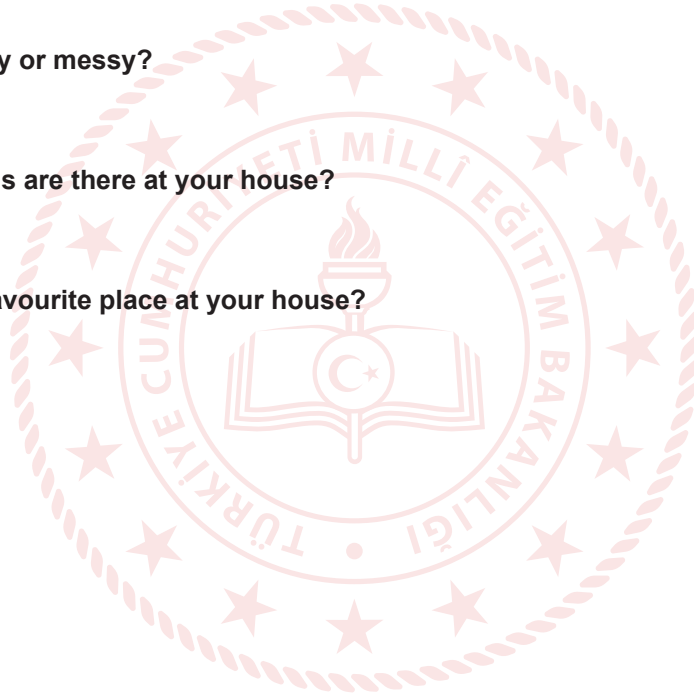 y or messy?
s are there at your house?
avourite place at your house?
TÜRKİYE CUMHURİYETİ MİLLÎ EĞİTİM BAKANLIĞI